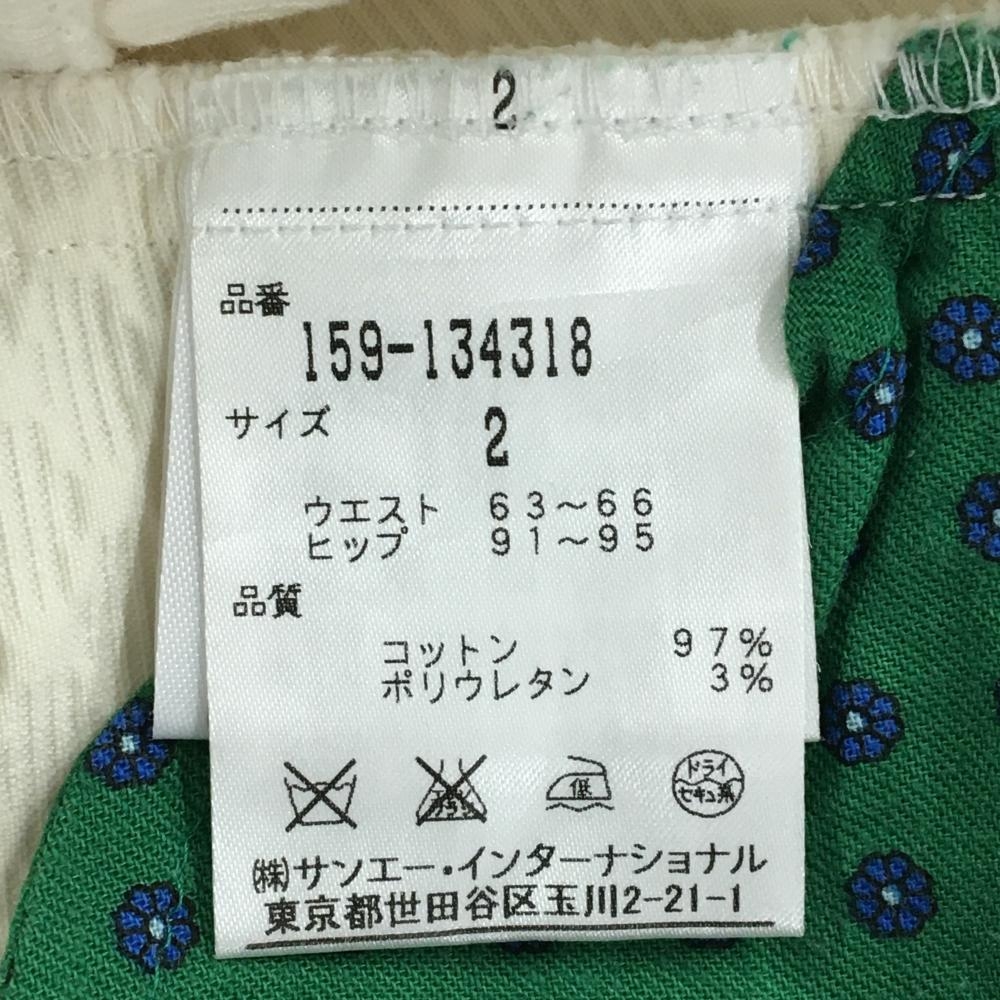 2
品番
159-134318
サイズ
2
ウエスト 63~66
ヒップ 91~95
品質
コットン 97%
ポリウレタン 3%
低
ドライ
セキユ系
㈱サンエー・インターナショナル
東京都世田谷区玉川2-21-1